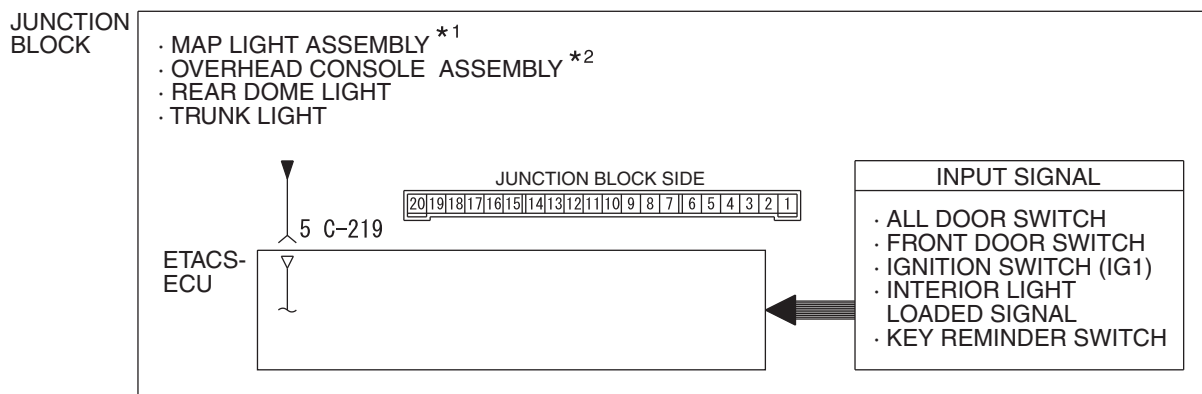 JUNCTION
BLOCK
· MAP LIGHT ASSEMBLY *1
· OVERHEAD CONSOLE ASSEMBLY *2
· REAR DOME LIGHT
· TRUNK LIGHT
JUNCTION BLOCK SIDE
20 19 18 17 16 15 14 13 12 11 10 9 8 7 6 5 4 3 2 1
5 C-219
ETACS-
ECU
INPUT SIGNAL
· ALL DOOR SWITCH
· FRONT DOOR SWITCH
· IGNITION SWITCH (IG1)
· INTERIOR LIGHT
LOADED SIGNAL
· KEY REMINDER SWITCH